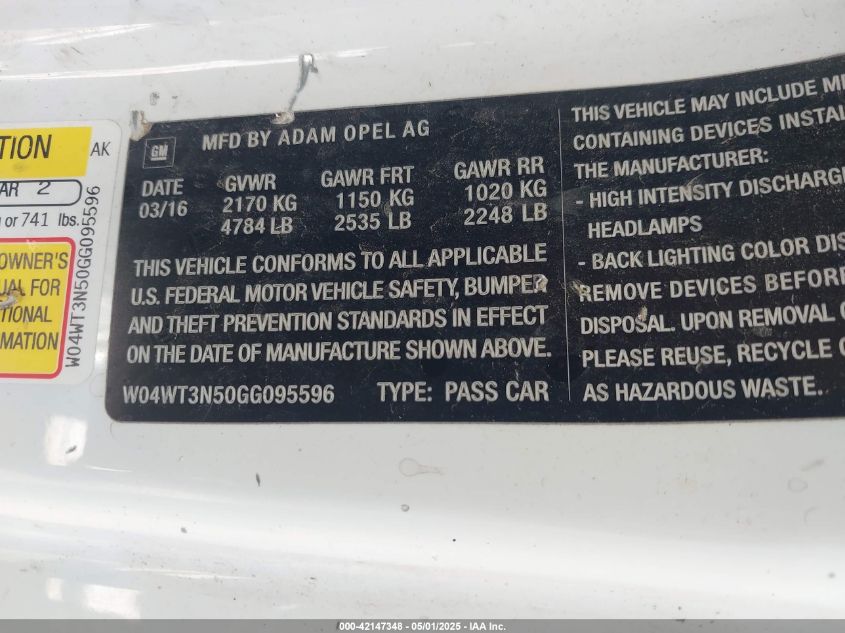 TION
AK
AR 2
or 741 lbs.
OWNER'S
UAL FOR
TIONAL
MATION
W04WT3N50GG095596
GM
MFD BY ADAM OPEL AG
DATE GVWR GAWR FRT GAWR RR
03/16 2170 KG 1150 KG 1020 KG
4784 LB 2535 LB 2248 LB
THIS VEHICLE CONFORMS TO ALL APPLICABLE
U.S. FEDERAL MOTOR VEHICLE SAFETY, BUMPER
AND THEFT PREVENTION STANDARDS IN EFFECT
ON THE DATE OF MANUFACTURE SHOWN ABOVE.
W04WT3N50GG095596 TYPE: PASS CAR
THIS VEHICLE MAY INCLUDE
CONTAINING DEVICES INSTAL
THE MANUFACTURER:
- HIGH INTENSITY DISCHARGE
HEADLAMPS
- BACK LIGHTING COLOR DIS
REMOVE DEVICES BEFORE
DISPOSAL. UPON REMOVAL
PLEASE REUSE, RECYCLE
AS HAZARDOUS WASTE.
000-42147348 - 05/01/2025 - IAA Inc.